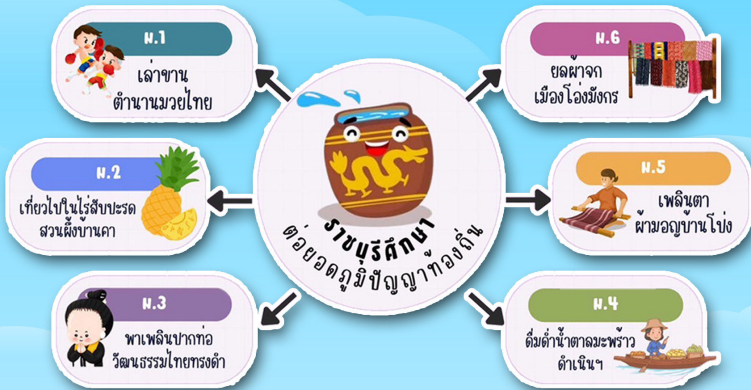 ม.1
เล่าขาน
ตำนานมวยไทย
ม.6
ยลผ้าจก
เมืองโอ่งมังกร
ม.2
เที่ยวไปในไร่สับปะรด
สวนผึ้งบ้านคา
ราชบุรีศึกษา
ต่อยอดภูมิปัญญาท้องถิ่น
ม.5
เพลินตา
ผ้ามอญบ้านโป่ง
ม.3
พาเพลินปากท่อ
วัฒนธรรมไทยทรงดำ
ม.4
ดื่มด่ำน้ำตาลมะพร้าว
ดำเนินฯ